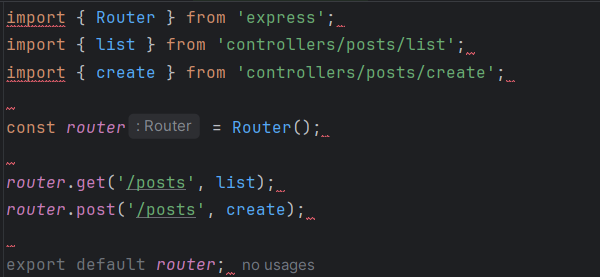 import { Router } from 'express';
import { list } from 'controllers/posts/list';
import { create } from 'controllers/posts/create';
const router : Router = Router();
router.get('/posts', list);
router.post('/posts', create);
export default router; no usages